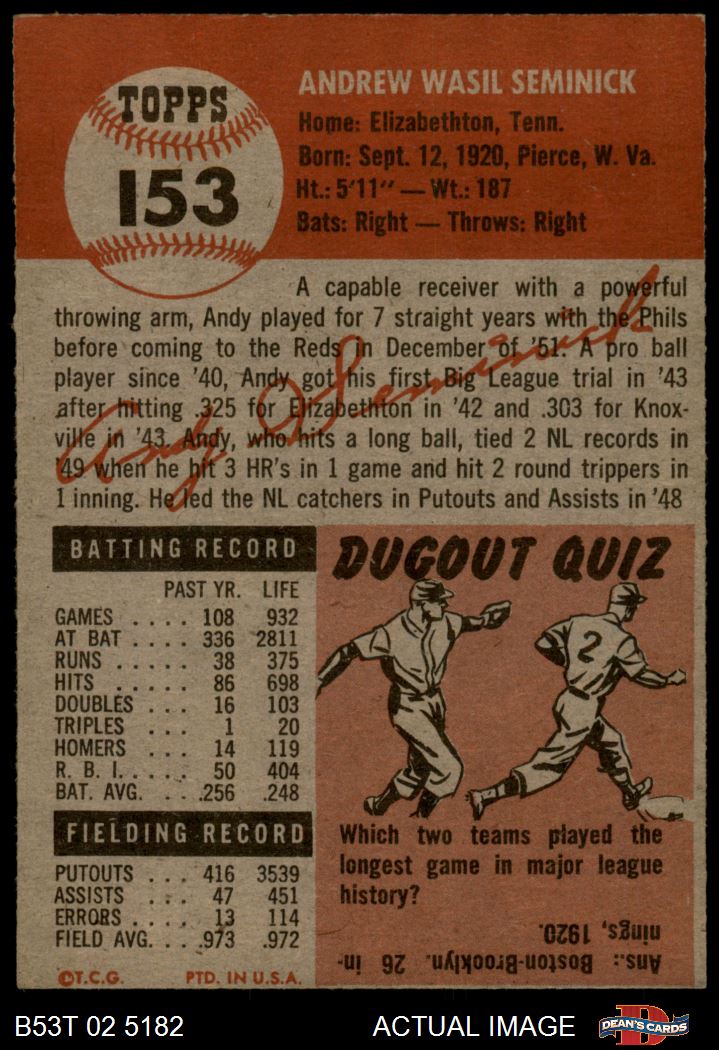 TOPPS
153
ANDREW WASIL SEMINICK
Home: Elizabethton, Tenn.
Born: Sept. 12, 1920, Pierce, W. Va.
Ht.: 5'11" — Wt.: 187
Bats: Right — Throws: Right
A capable receiver with a powerful
throwing arm, Andy played for 7 straight years with the Phils
before coming to the Reds in December of '51. A pro ball
player since '40, Andy got his first Big League trial in '43
after hitting .325 for Elizabethton in '42 and .303 for Knox-
ville in '43. Andy, who hits a long ball, tied 2 NL records in
'49 when he hit 3 HR's in 1 game and hit 2 round trippers in
1 inning. He led the NL catchers in Putouts and Assists in '48
Andy Seminick
BATTING RECORD
PAST YR. LIFE
GAMES . . . . 108 932
AT BAT . . . . 336 2811
RUNS . . . . . 38 375
HITS . . . . . 86 698
DOUBLES . . . 16 103
TRIPLES . . . 1 20
HOMERS . . . 14 119
R. B. I. . . . . 50 404
BAT. AVG. . . .256 .248
FIELDING RECORD
PUTOUTS . . . 416 3539
ASSISTS . . . 47 451
ERRORS . . . . 13 114
FIELD AVG. . . .973 .972
©T.C.G. PTD. IN U.S.A.
DUGOUT QUIZ
2
Which two teams played the
longest game in major league
history?
Ans.: Boston-Brooklyn. 26 in-
nings, 1920.
B53T 02 5182 ACTUAL IMAGE
D
DEAN'S CARDS